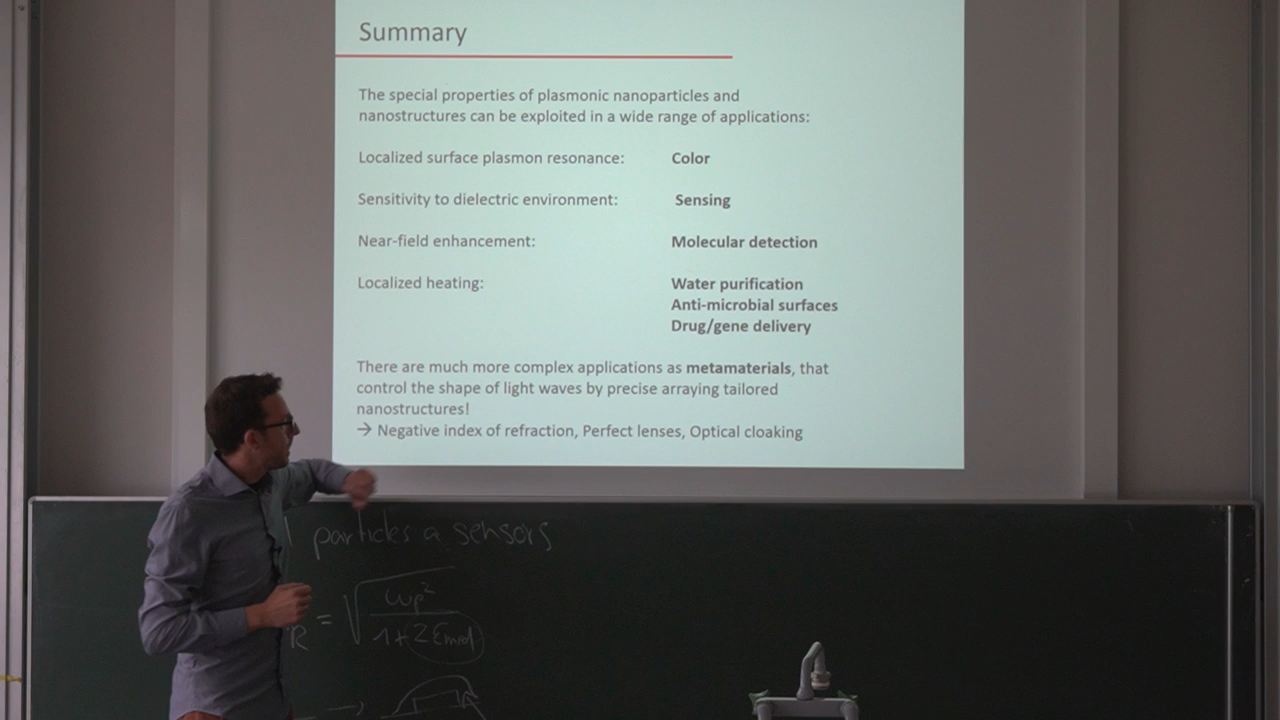 Summary
The special properties of plasmonic nanoparticles and
nanostructures can be exploited in a wide range of applications:
Localized surface plasmon resonance: Color
Sensitivity to dielectric environment: Sensing
Near-field enhancement: Molecular detection
Localized heating: Water purification
Anti-microbial surfaces
Drug/gene delivery
There are much more complex applications as metamaterials, that
control the shape of light waves by precise arraying tailored
nanostructures!
→ Negative index of refraction, Perfect lenses, Optical cloaking
particles a sensors
R = √ωp²
1+2εmed